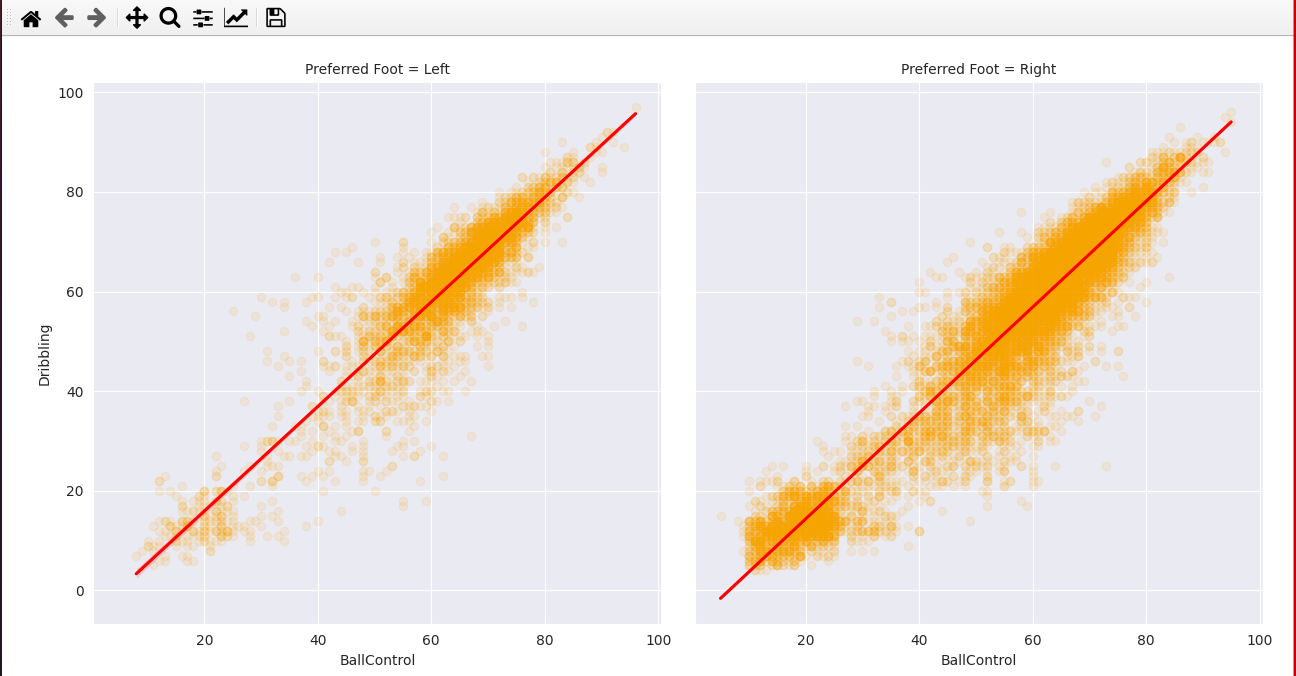 Preferred Foot = Left
Preferred Foot = Right
100
80
60
40
20
0
Dribbling
20 40 60 80 100
20 40 60 80 100
BallControl
BallControl